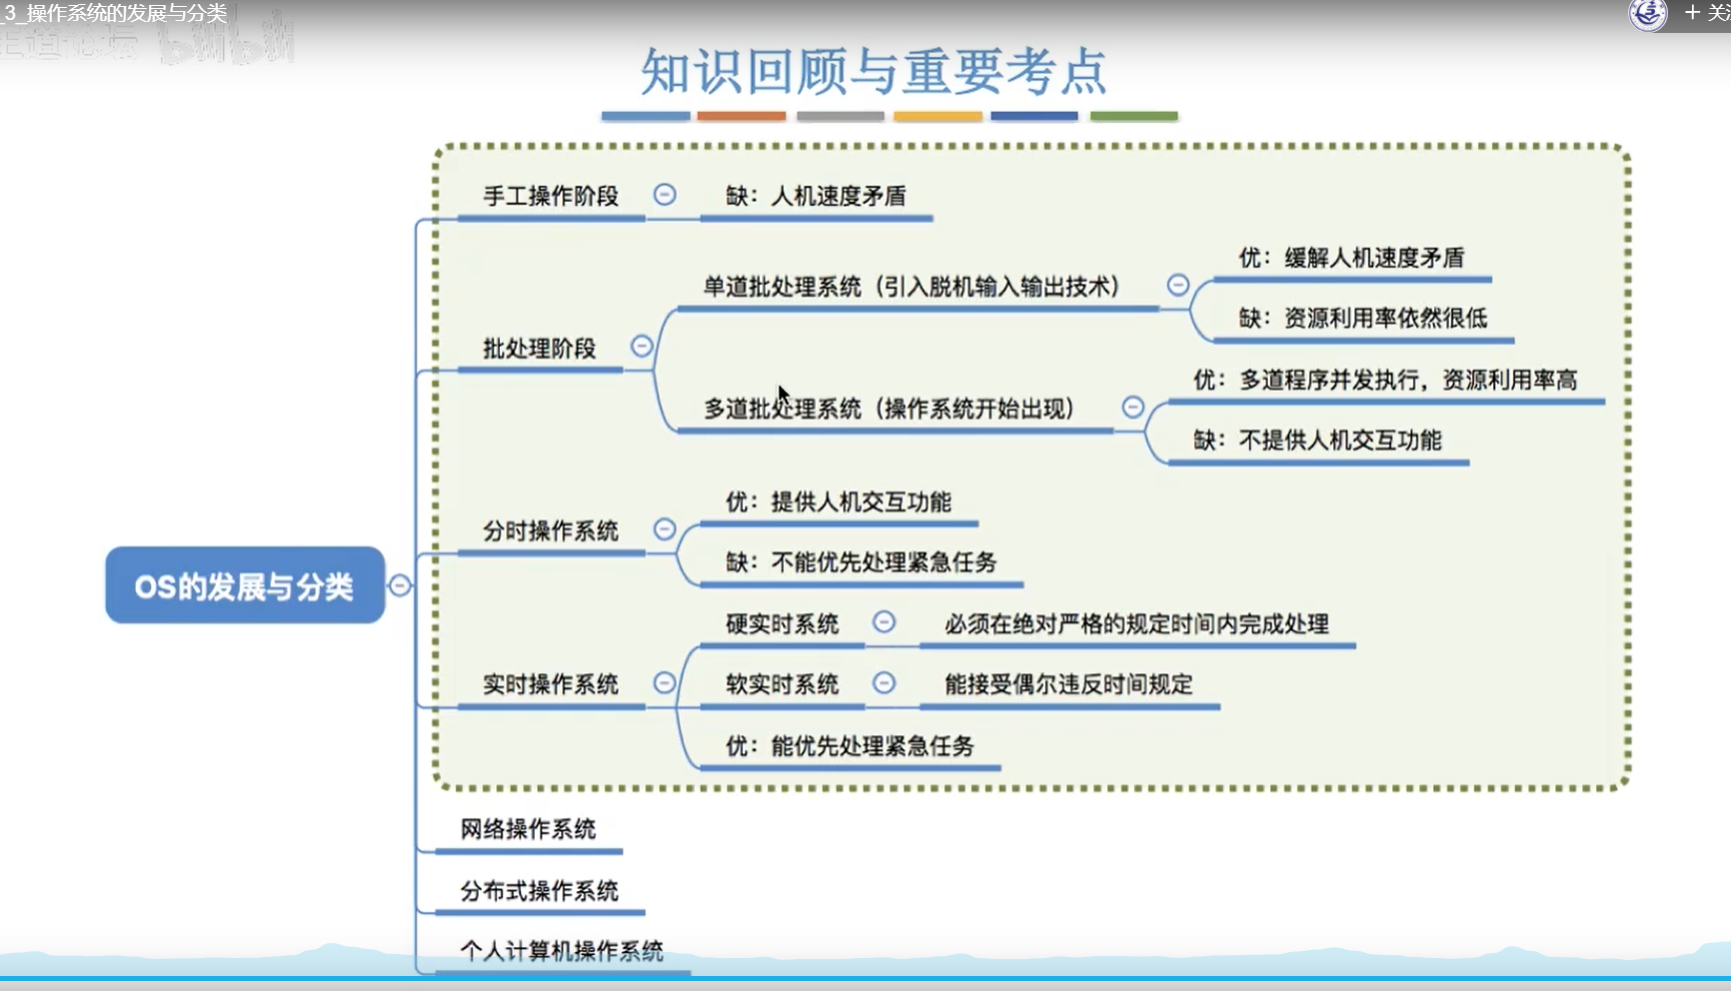 3_操作系统的发展与分类
关注
王道论坛 bilibili
知识回顾与重要考点
手工操作阶段
缺：人机速度矛盾
批处理阶段
单道批处理系统（引入脱机输入输出技术）
优：缓解人机速度矛盾
缺：资源利用率依然很低
多道批处理系统（操作系统开始出现）
优：多道程序并发执行，资源利用率高
缺：不提供人机交互功能
分时操作系统
优：提供人机交互功能
缺：不能优先处理紧急任务
OS的发展与分类
实时操作系统
硬实时系统
必须在绝对严格的规定时间内完成处理
软实时系统
能接受偶尔违反时间规定
优：能优先处理紧急任务
网络操作系统
分布式操作系统
个人计算机操作系统